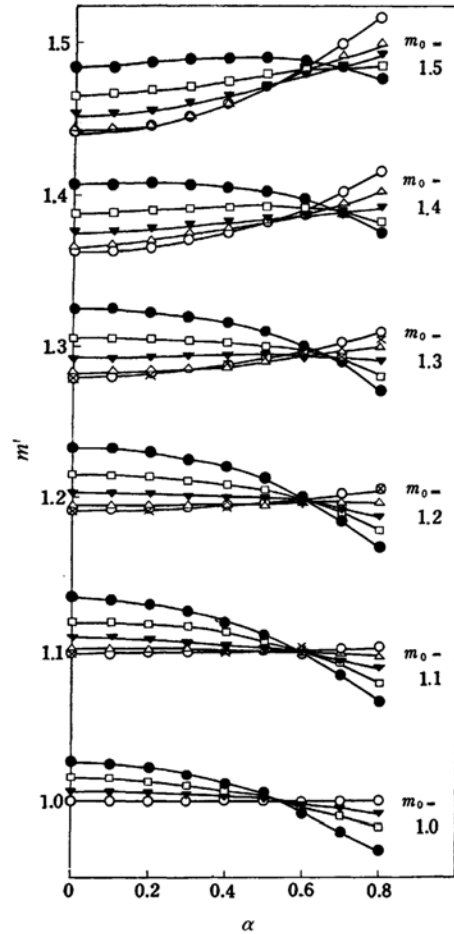 1.5
m₀ =
1.5
1.4
m₀ =
1.4
1.3
m₀ =
1.3
m'
1.2
m₀ =
1.2
1.1
m₀ =
1.1
1.0
m₀ =
1.0
0 0.2 0.4 0.6 0.8
α